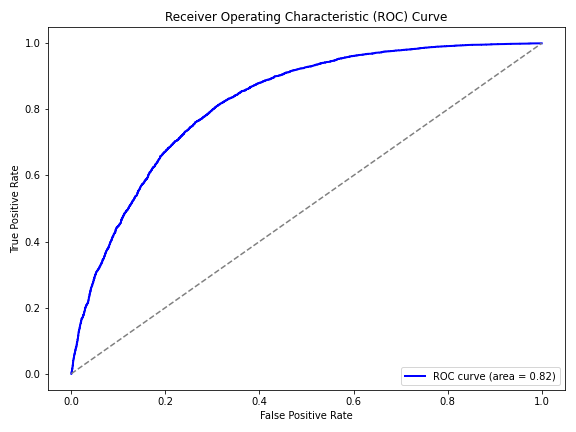 Receiver Operating Characteristic (ROC) Curve
1.0
0.8
0.6
0.4
0.2
0.0
True Positive Rate
ROC curve (area = 0.82)
0.0 0.2 0.4 0.6 0.8 1.0
False Positive Rate